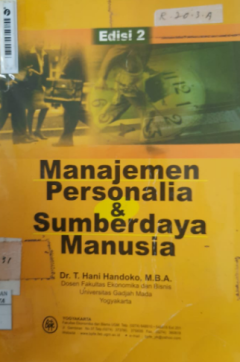 Edisi 2
Manajemen
Personalia
&
Sumberdaya
Manusia
Dr. T. Hani Handoko, M.B.A.
Dosen Fakultas Ekonomika dan Bisnis
Universitas Gadjah Mada
Yogyakarta